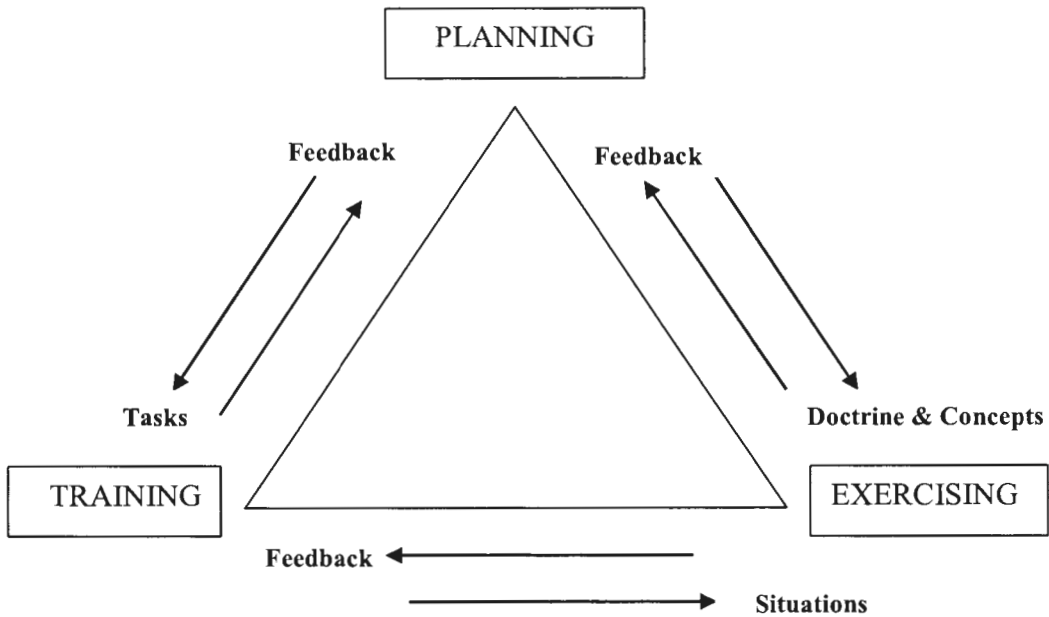 PLANNING
Feedback
Feedback
Tasks
Doctrine & Concepts
TRAINING
EXERCISING
Feedback
Situations